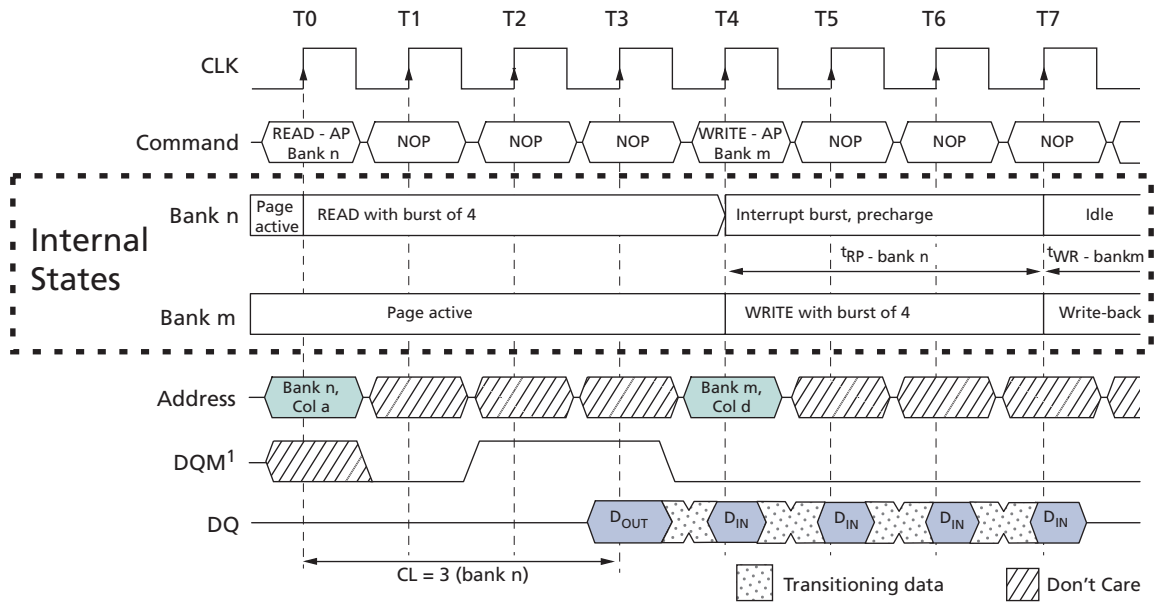 T0 T1 T2 T3 T4 T5 T6 T7
CLK
Command READ - AP Bank n NOP NOP NOP WRITE - AP Bank m NOP NOP NOP
Internal States
Bank n Page active READ with burst of 4 Interrupt burst, precharge Idle
tRP - bank n tWR - bankm
Bank m Page active WRITE with burst of 4 Write-back
Address Bank n, Col a Bank m, Col d
DQM1
DQ DOUT DIN DIN DIN DIN
CL = 3 (bank n)
Transitioning data Don't Care